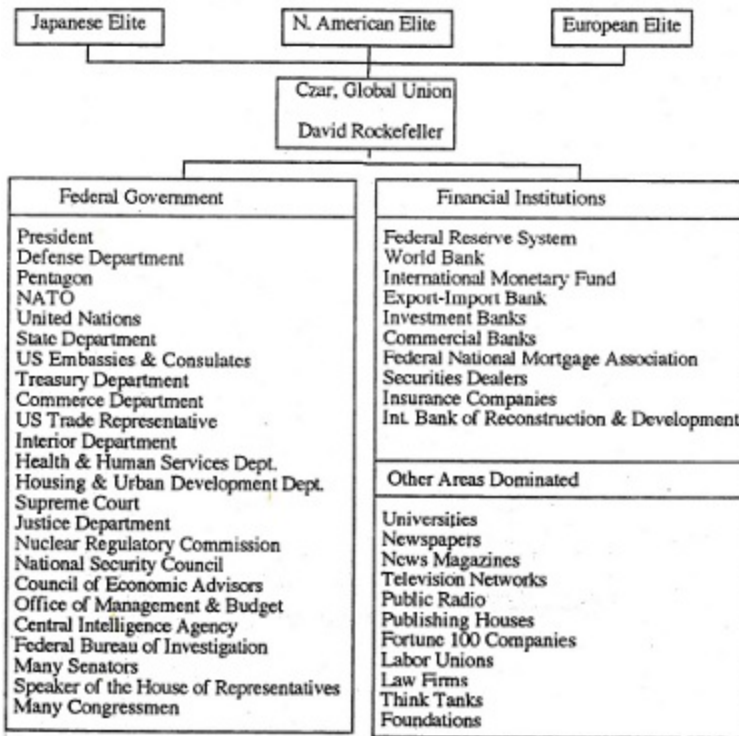 Japanese Elite
N. American Elite
European Elite
Czar, Global Union
David Rockefeller
Federal Government
President
Defense Department
Pentagon
NATO
United Nations
State Department
US Embassies & Consulates
Treasury Department
Commerce Department
US Trade Representative
Interior Department
Health & Human Services Dept.
Housing & Urban Development Dept.
Supreme Court
Justice Department
Nuclear Regulatory Commission
National Security Council
Council of Economic Advisors
Office of Management & Budget
Central Intelligence Agency
Federal Bureau of Investigation
Many Senators
Speaker of the House of Representatives
Many Congressmen
Financial Institutions
Federal Reserve System
World Bank
International Monetary Fund
Export-Import Bank
Investment Banks
Commercial Banks
Federal National Mortgage Association
Securities Dealers
Insurance Companies
Int. Bank of Reconstruction & Development
Other Areas Dominated
Universities
Newspapers
News Magazines
Television Networks
Public Radio
Publishing Houses
Fortune 100 Companies
Labor Unions
Law Firms
Think Tanks
Foundations